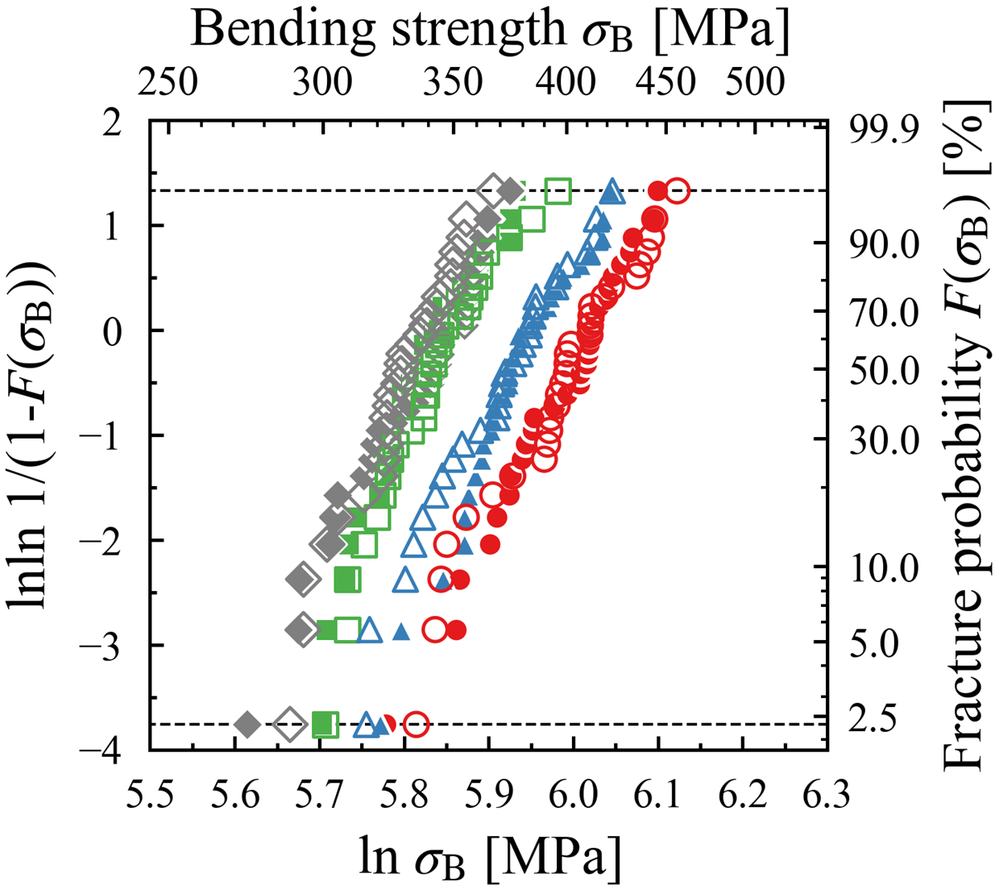 Bending strength σB [MPa]
250 300 350 400 450 500
2
1
0
−1
−2
−3
−4
lnln 1/(1-F(σB))
99.9
90.0
70.0
50.0
30.0
10.0
5.0
2.5
Fracture probability F(σB) [%]
5.5 5.6 5.7 5.8 5.9 6.0 6.1 6.2 6.3
ln σB [MPa]